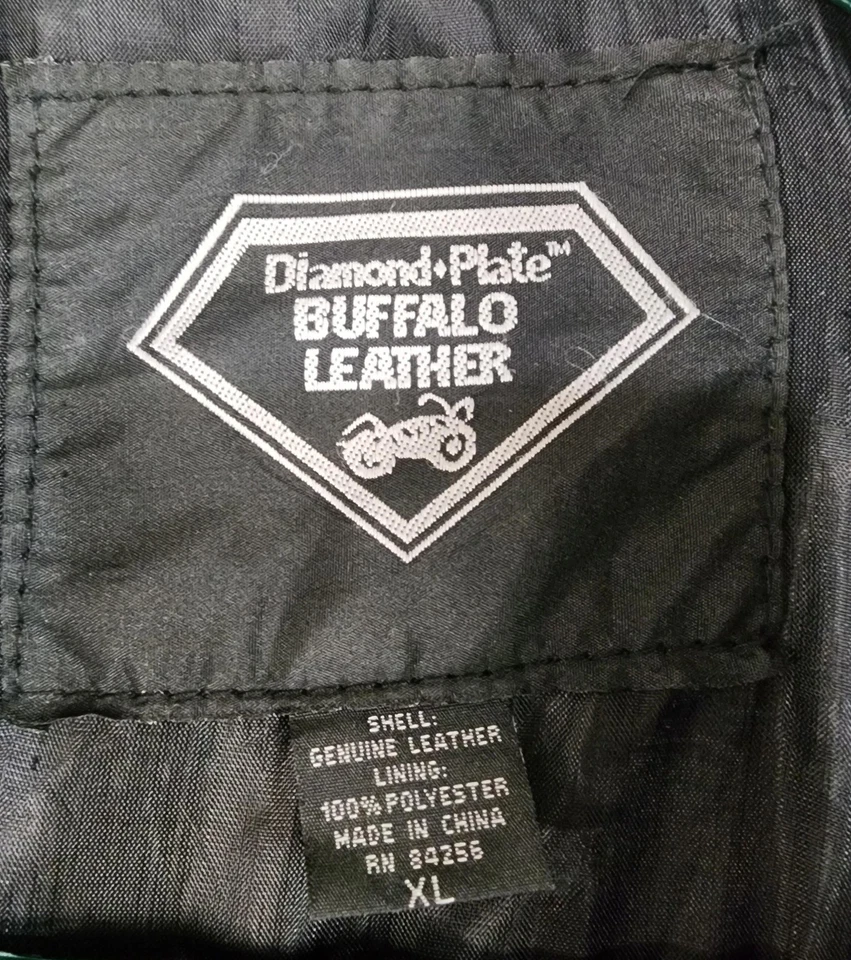 Diamond♦Plate™
BUFFALO
LEATHER
SHELL:
GENUINE LEATHER
LINING:
100% POLYESTER
MADE IN CHINA
RN 84256
XL